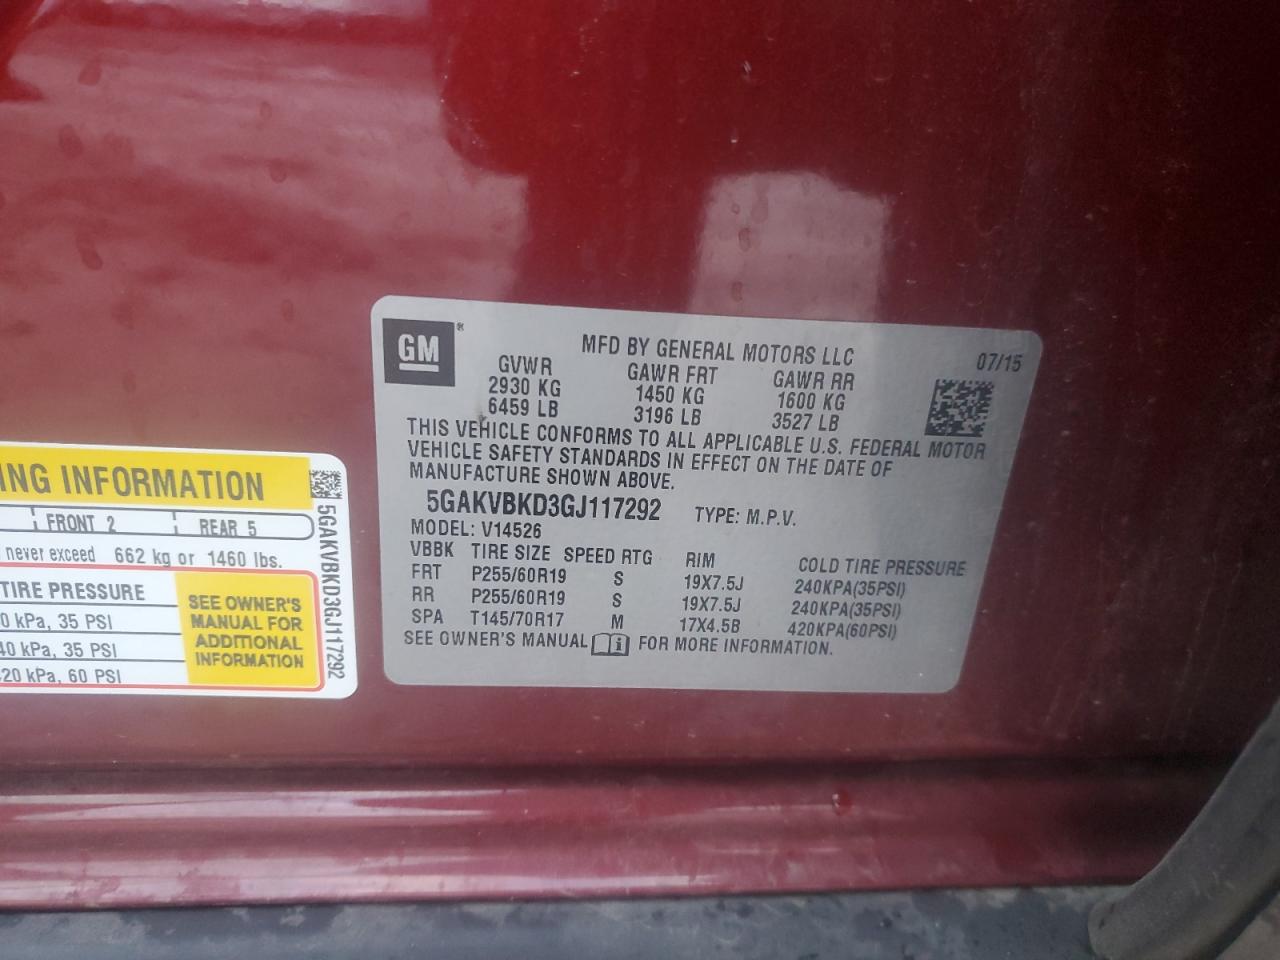 GM ®
MFD BY GENERAL MOTORS LLC 07/15
GVWR GAWR FRT GAWR RR
2930 KG 1450 KG 1600 KG
6459 LB 3196 LB 3527 LB
THIS VEHICLE CONFORMS TO ALL APPLICABLE U.S. FEDERAL MOTOR
VEHICLE SAFETY STANDARDS IN EFFECT ON THE DATE OF
MANUFACTURE SHOWN ABOVE.
5GAKVBKD3GJ117292 TYPE: M.P.V.
MODEL: V14526
VBBK TIRE SIZE SPEED RTG RIM COLD TIRE PRESSURE
FRT P255/60R19 S 19X7.5J 240KPA(35PSI)
RR P255/60R19 S 19X7.5J 240KPA(35PSI)
SPA T145/70R17 M 17X4.5B 420KPA(60PSI)
SEE OWNER'S MANUAL i FOR MORE INFORMATION.
ING INFORMATION
FRONT 2 REAR 5
never exceed 662 kg or 1460 lbs.
TIRE PRESSURE
0 kPa, 35 PSI
40 kPa, 35 PSI
20 kPa, 60 PSI
SEE OWNER'S
MANUAL FOR
ADDITIONAL
INFORMATION
5GAKVBKD3GJ117292